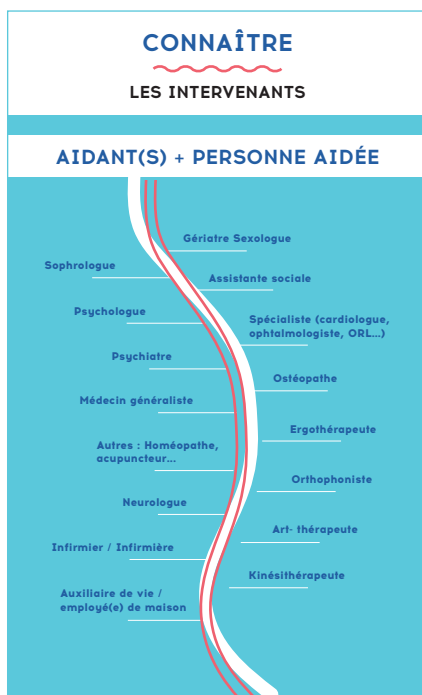 CONNAÎTRE
LES INTERVENANTS
AIDANT(S) + PERSONNE AIDÉE
Gériatre Sexologue
Sophrologue
Assistante sociale
Psychologue
Spécialiste (cardiologue,
ophtalmologiste, ORL...)
Psychiatre
Ostéopathe
Médecin généraliste
Ergothérapeute
Autres : Homéopathe,
acupuncteur...
Orthophoniste
Neurologue
Art- thérapeute
Infirmier / Infirmière
Kinésithérapeute
Auxiliaire de vie /
employé(e) de maison